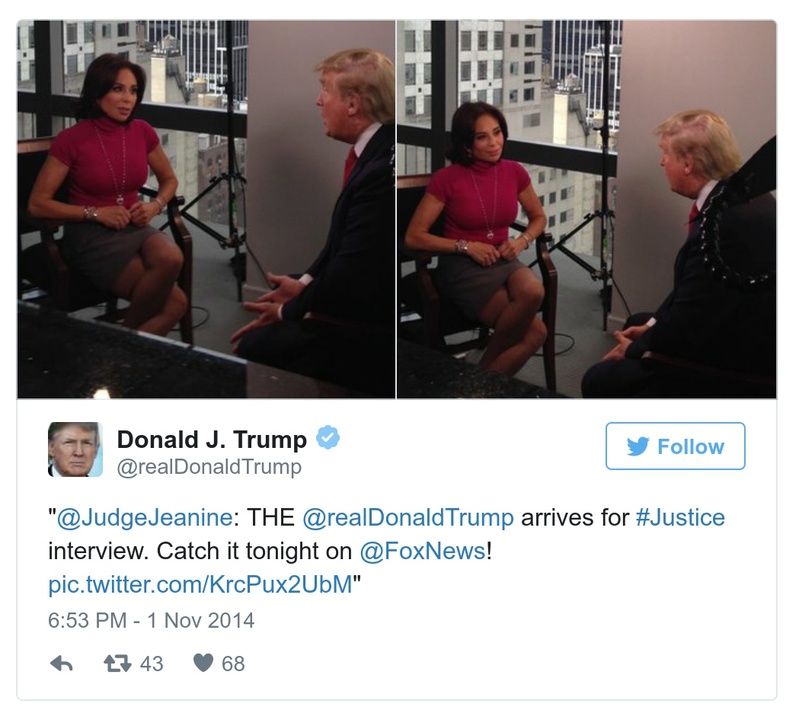 Donald J. Trump
@realDonaldTrump
Follow
"@JudgeJeanine: THE @realDonaldTrump arrives for #Justice
interview. Catch it tonight on @FoxNews!
pic.twitter.com/KrcPux2UbM"
6:53 PM - 1 Nov 2014
43
68